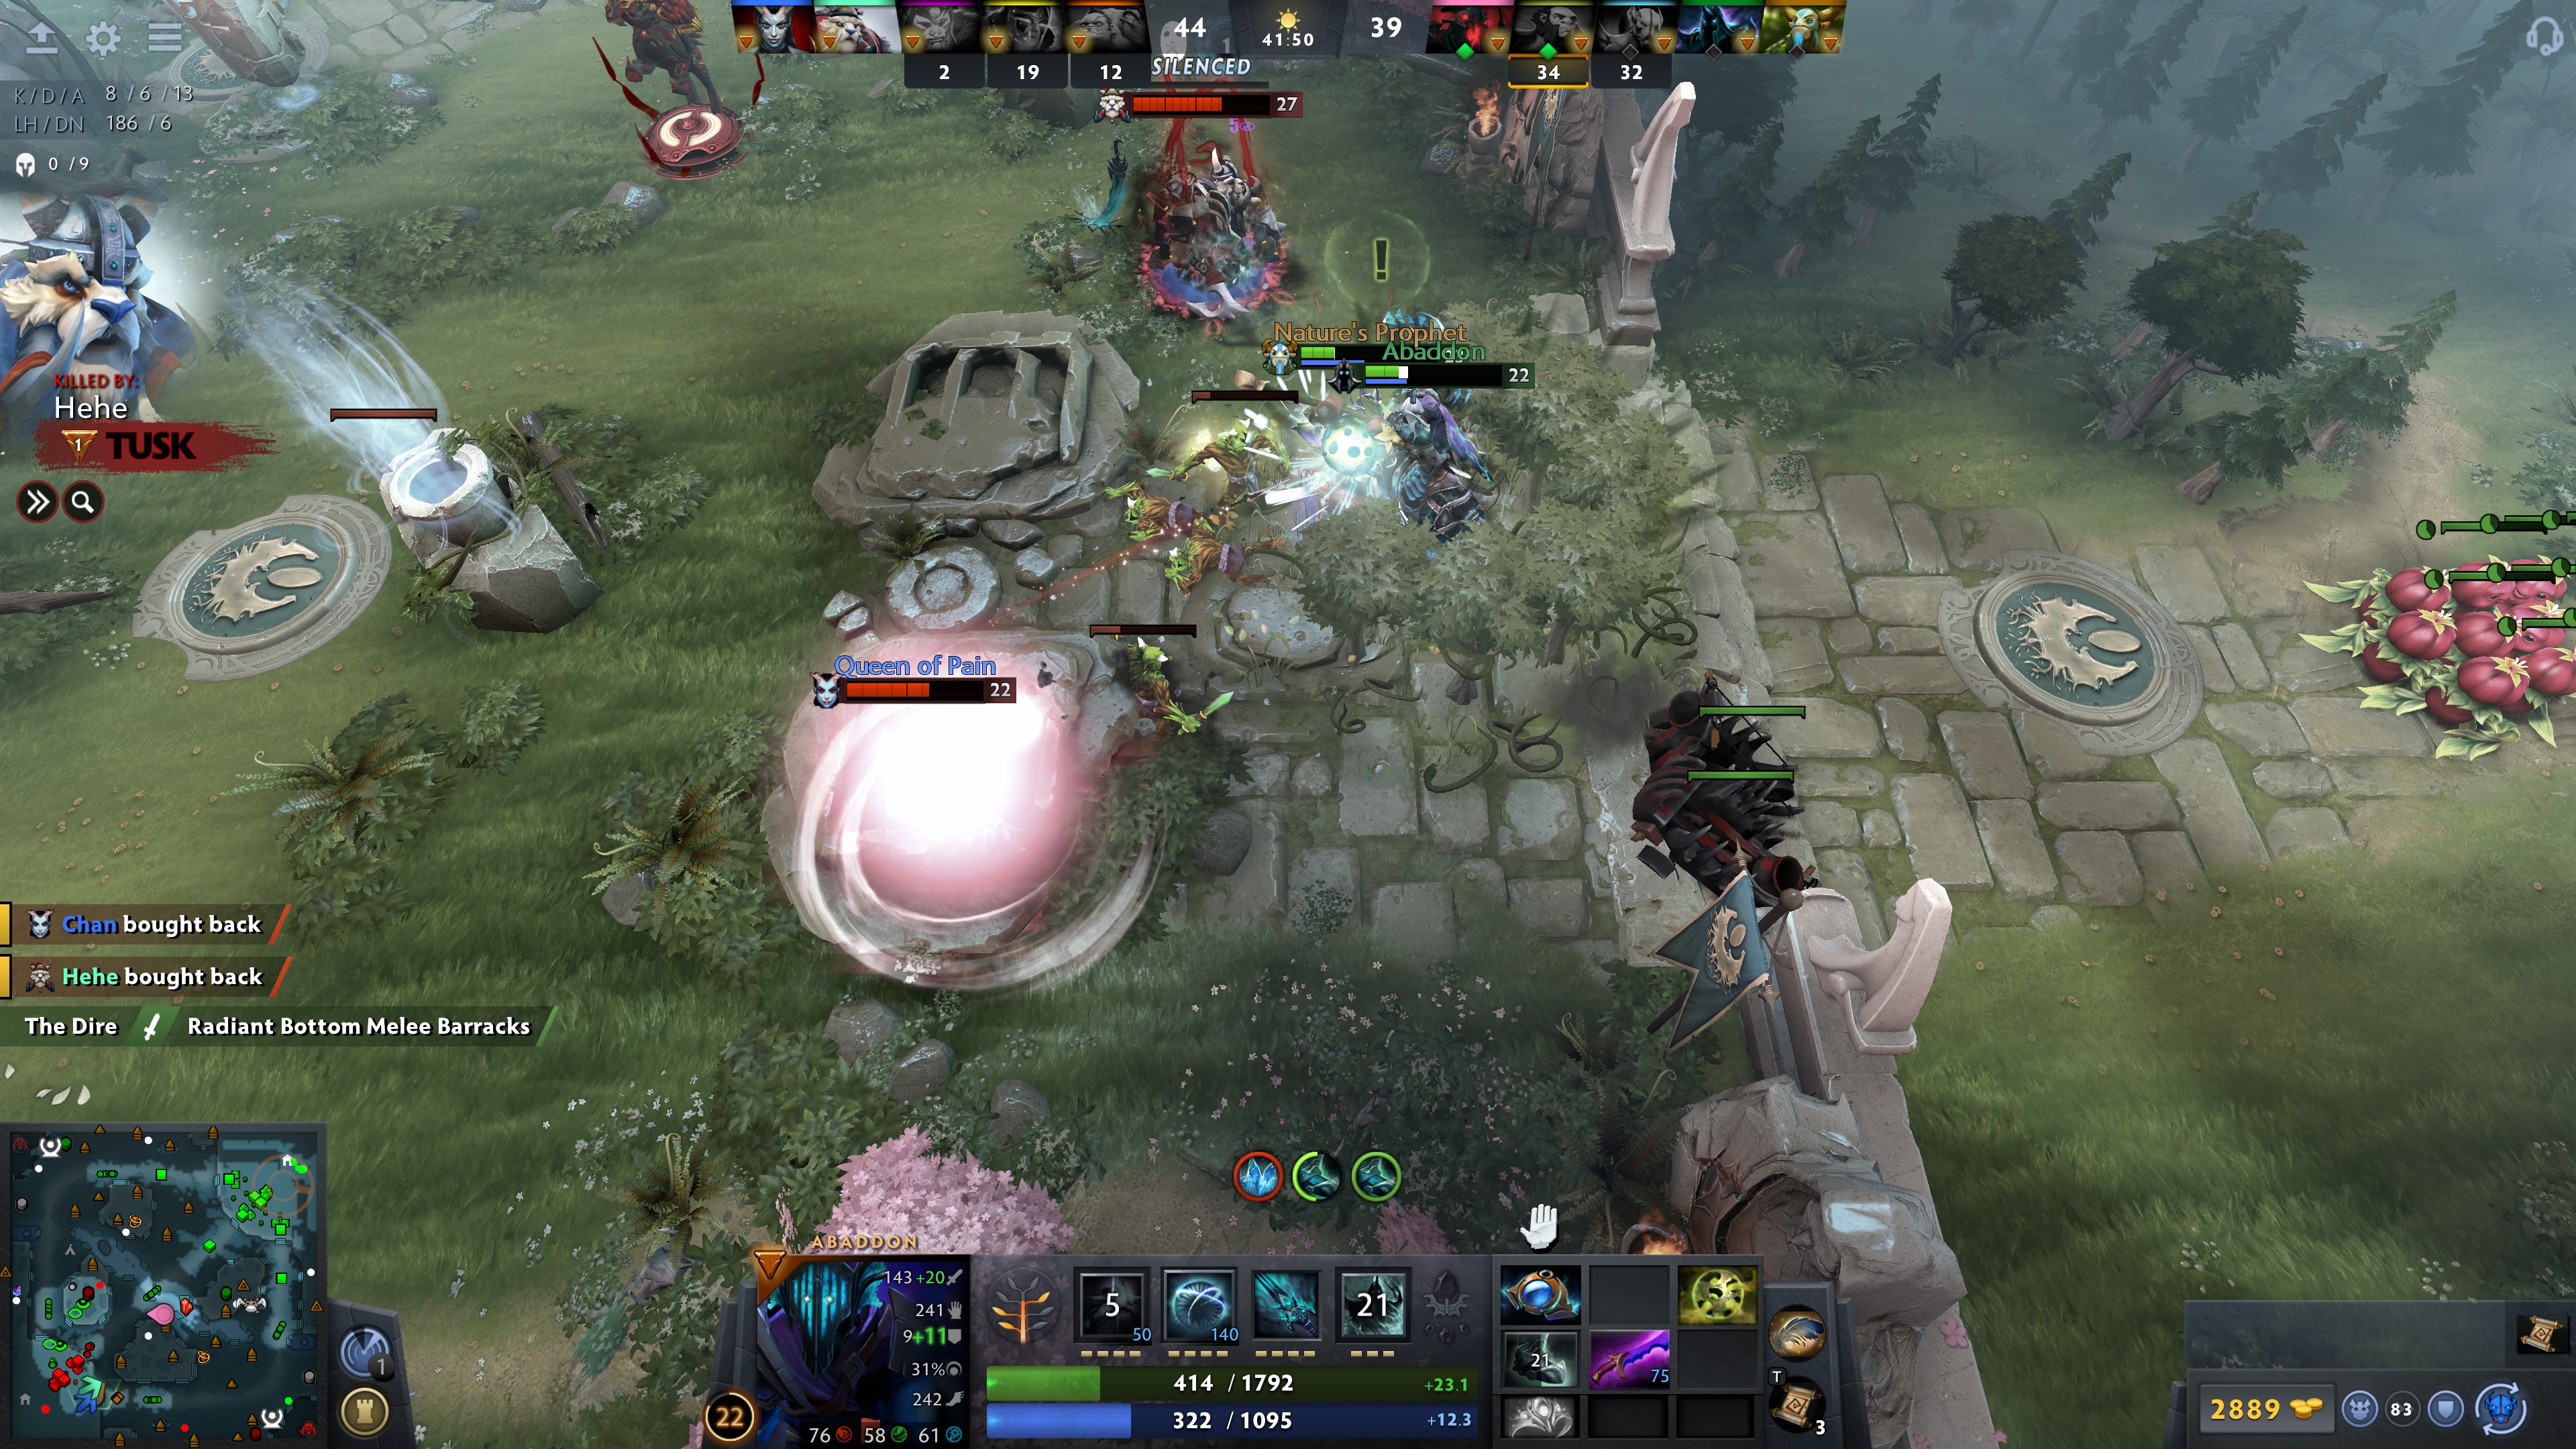 44
41:50
39
2
19
12
SILENCED
34
32
K / D / A 8 / 6 / 13
LH / DN 186 / 6
0 / 9
27
5
Nature's Prophet
Abaddon
22
KILLED BY:
Hehe
1 TUSK
Queen of Pain
22
Chan bought back
Hehe bought back
The Dire Radiant Bottom Melee Barracks
1
ABADDON
143 +20
241
9+11
31%
242
76 58 61
22
5
50
140
21
414 / 1792
+23.1
322 / 1095
+12.3
21
75
T
3
2889
83